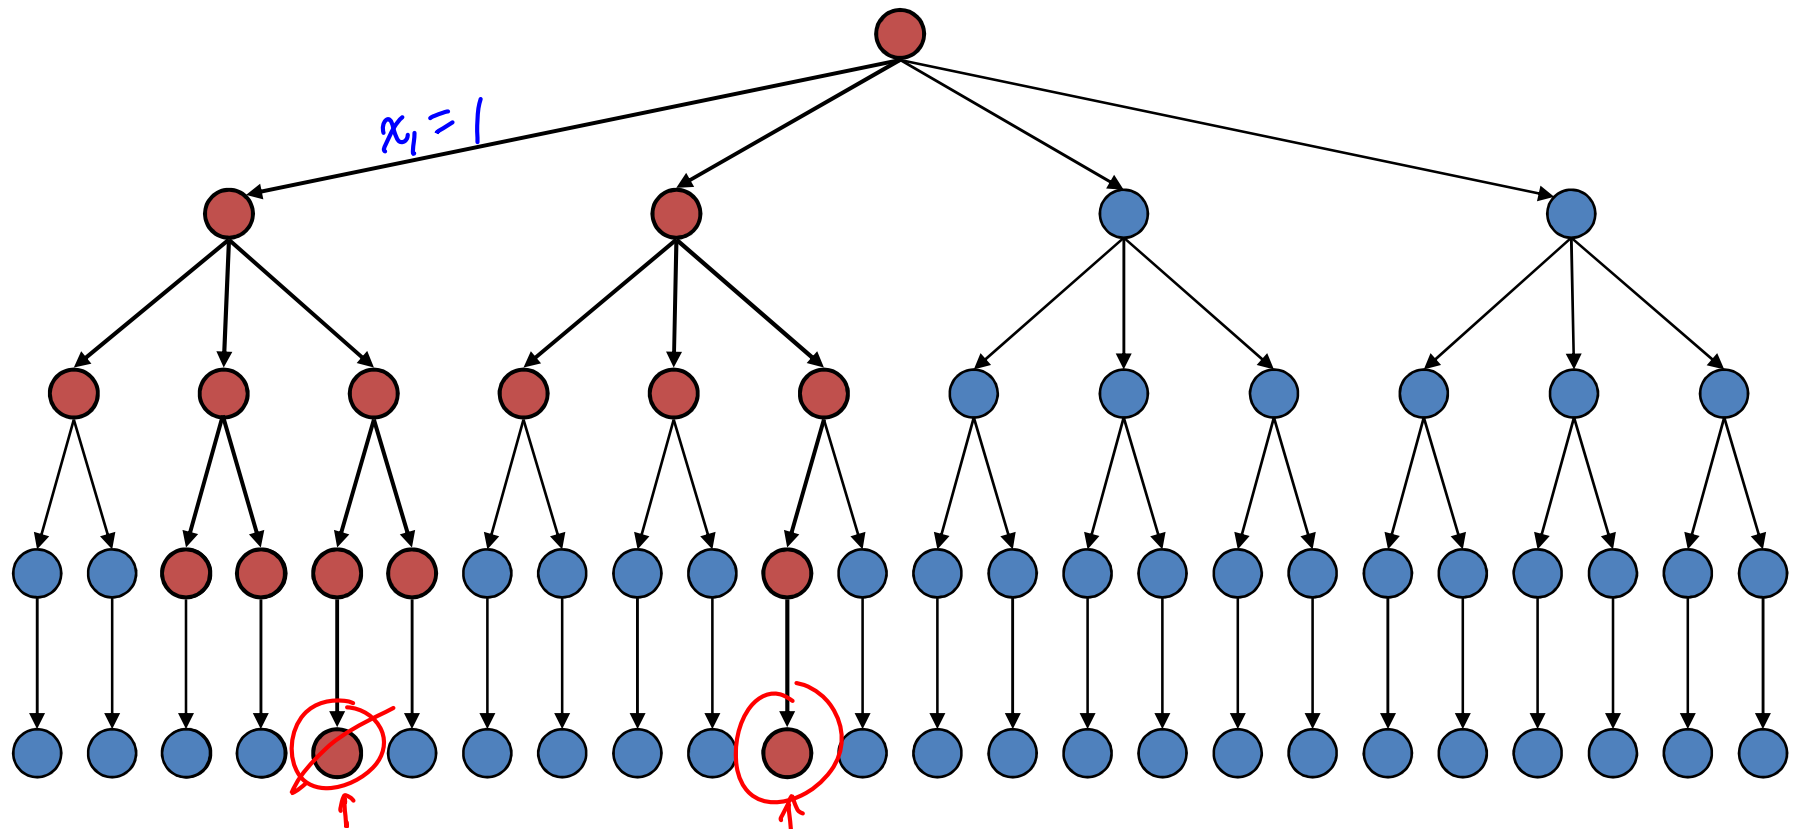 x₁ = 1